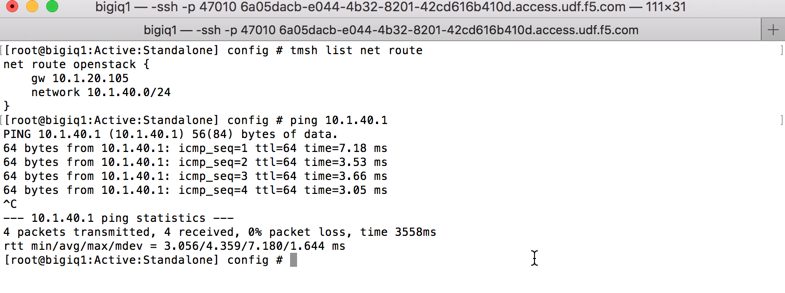 bigiq1 — -ssh -p 47010 6a05dacb-e044-4b32-8201-42cd616b410d.access.udf.f5.com — 111×31
bigiq1 — -ssh -p 47010 6a05dacb-e044-4b32-8201-42cd616b410d.access.udf.f5.com +
[[root@bigiq1:Active:Standalone] config # tmsh list net route ]
net route openstack {
    gw 10.1.20.105
    network 10.1.40.0/24
}
[[root@bigiq1:Active:Standalone] config # ping 10.1.40.1 ]
PING 10.1.40.1 (10.1.40.1) 56(84) bytes of data.
64 bytes from 10.1.40.1: icmp_seq=1 ttl=64 time=7.18 ms
64 bytes from 10.1.40.1: icmp_seq=2 ttl=64 time=3.53 ms
64 bytes from 10.1.40.1: icmp_seq=3 ttl=64 time=3.66 ms
64 bytes from 10.1.40.1: icmp_seq=4 ttl=64 time=3.05 ms
^C
--- 10.1.40.1 ping statistics ---
4 packets transmitted, 4 received, 0% packet loss, time 3558ms
rtt min/avg/max/mdev = 3.056/4.359/7.180/1.644 ms
[root@bigiq1:Active:Standalone] config #